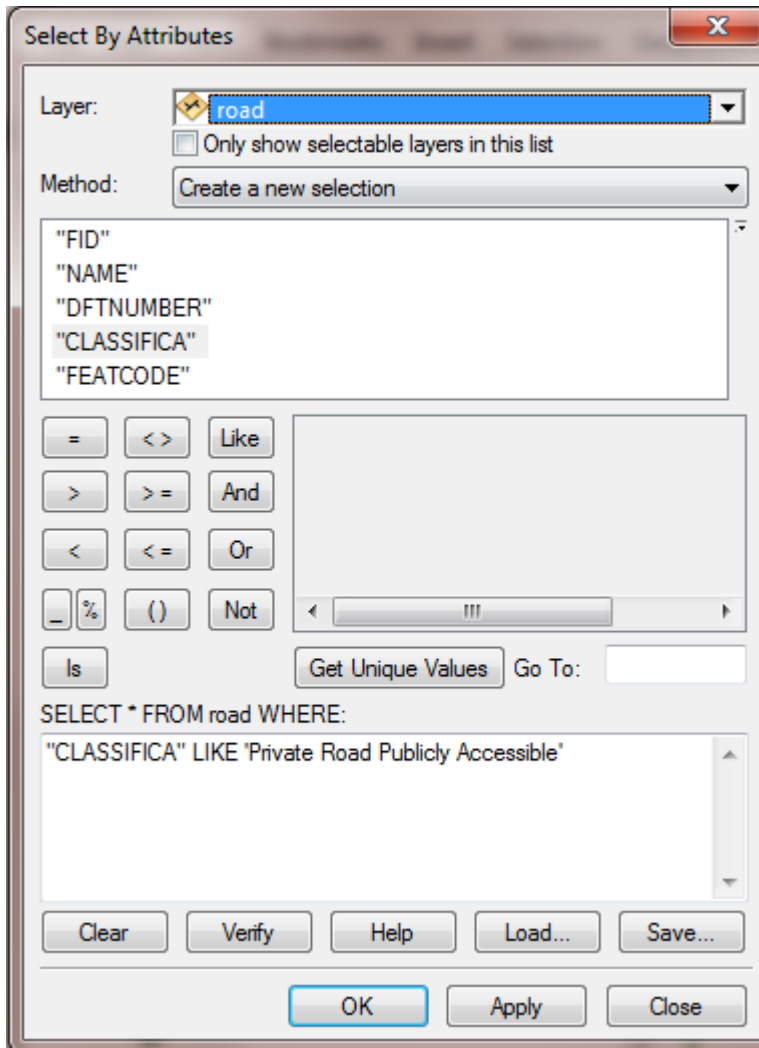 Select By Attributes
Layer: road
Only show selectable layers in this list
Method: Create a new selection
"FID"
"NAME"
"DFTNUMBER"
"CLASSIFICA"
"FEATCODE"
= < > Like
> > = And
< < = Or
_ % ( ) Not
Is Get Unique Values Go To:
SELECT * FROM road WHERE:
"CLASSIFICA" LIKE 'Private Road Publicly Accessible'
Clear Verify Help Load... Save...
OK Apply Close